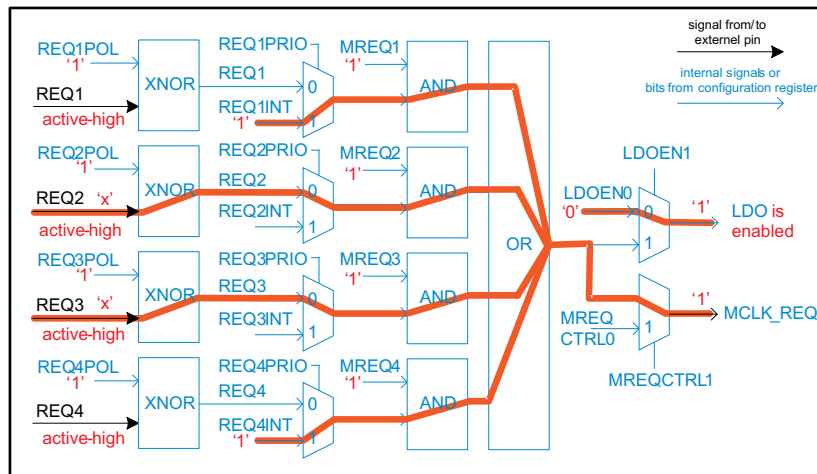 signal from/to
externel pin
internal signals or
bits from configuration register
REQ1POL
'1'
REQ1
active-high
XNOR
REQ1PRIO
REQ1
REQ1INT
'1'
0
1
MREQ1
'1'
AND
REQ2POL
'1'
REQ2 'x'
active-high
XNOR
REQ2PRIO
REQ2
REQ2INT
0
1
MREQ2
'1'
AND
REQ3POL
'1'
REQ3 'x'
active-high
XNOR
REQ3PRIO
REQ3
REQ3INT
0
1
MREQ3
'1'
AND
REQ4POL
'1'
REQ4
active-high
XNOR
REQ4PRIO
REQ4
REQ4INT
'1'
0
1
MREQ4
'1'
AND
OR
LDOEN1
LDOEN0
'0'
0
1
'1'
LDO is
enabled
MREQ
CTRL0
1
'1'
MCLK_REQ
MREQCTRL1